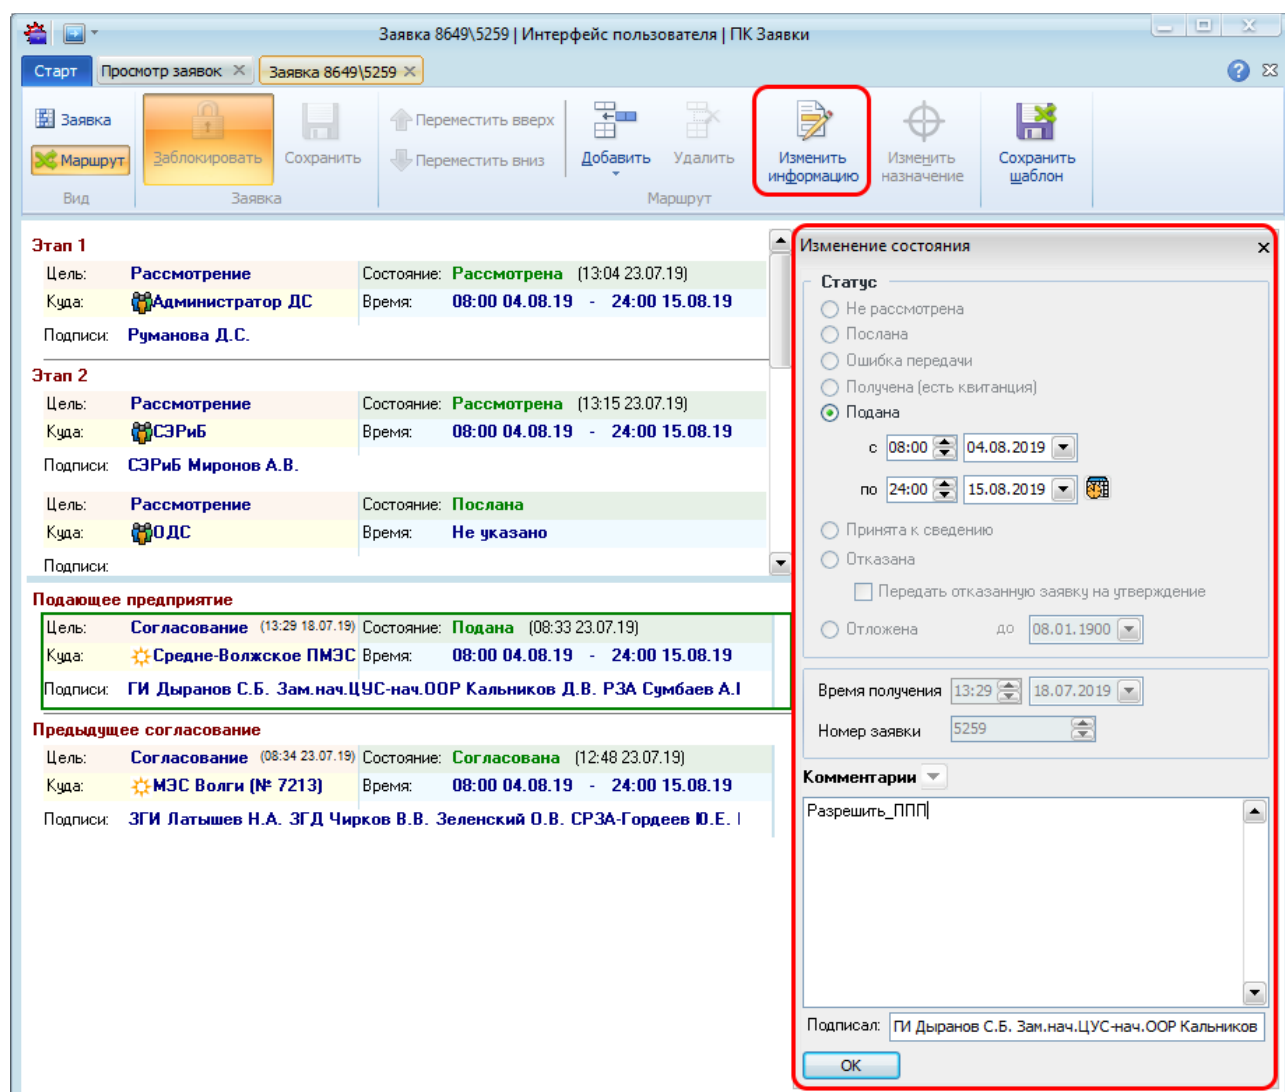 Заявка 8649\5259 | Интерфейс пользователя | ПК Заявки
Старт Просмотр заявок Заявка 8649\5259
Заявка
Маршрут
Вид
Заблокировать Сохранить
Заявка
Переместить вверх
Переместить вниз
Добавить Удалить
Изменить информацию
Изменить назначение
Маршрут
Сохранить шаблон
Этап 1
Цель: Рассмотрение Состояние: Рассмотрена (13:04 23.07.19)
Куда: Администратор ДС Время: 08:00 04.08.19 - 24:00 15.08.19
Подписи: Руманова Д.С.
Этап 2
Цель: Рассмотрение Состояние: Рассмотрена (13:15 23.07.19)
Куда: СЭРиБ Время: 08:00 04.08.19 - 24:00 15.08.19
Подписи: СЭРиБ Миронов А.В.
Цель: Рассмотрение Состояние: Послана
Куда: ОДС Время: Не указано
Подписи:
Подающее предприятие
Цель: Согласование (13:29 18.07.19) Состояние: Подана (08:33 23.07.19)
Куда: Средне-Волжское ПМЭС Время: 08:00 04.08.19 - 24:00 15.08.19
Подписи: ГИ Дыранов С.Б. Зам.нач.ЦУС-нач.ООР Кальников Д.В. РЗА Сумбаев А.
Предыдущее согласование
Цель: Согласование (08:34 23.07.19) Состояние: Согласована (12:48 23.07.19)
Куда: МЭС Волги (№ 7213) Время: 08:00 04.08.19 - 24:00 15.08.19
Подписи: ЗГИ Латышев Н.А. ЗГД Чирков В.В. Зеленский О.В. СРЗА-Гордеев Ю.Е.
Изменение состояния
Статус
Не рассмотрена
Послана
Ошибка передачи
Получена (есть квитанция)
Подана
с 08:00 04.08.2019
по 24:00 15.08.2019
Принята к сведению
Отказана
Передать отказанную заявку на утверждение
Отложена до 08.01.1900
Время получения 13:29 18.07.2019
Номер заявки 5259
Комментарии
Разрешить_ППП
Подписал: ГИ Дыранов С.Б. Зам.нач.ЦУС-нач.ООР Кальников
ОК